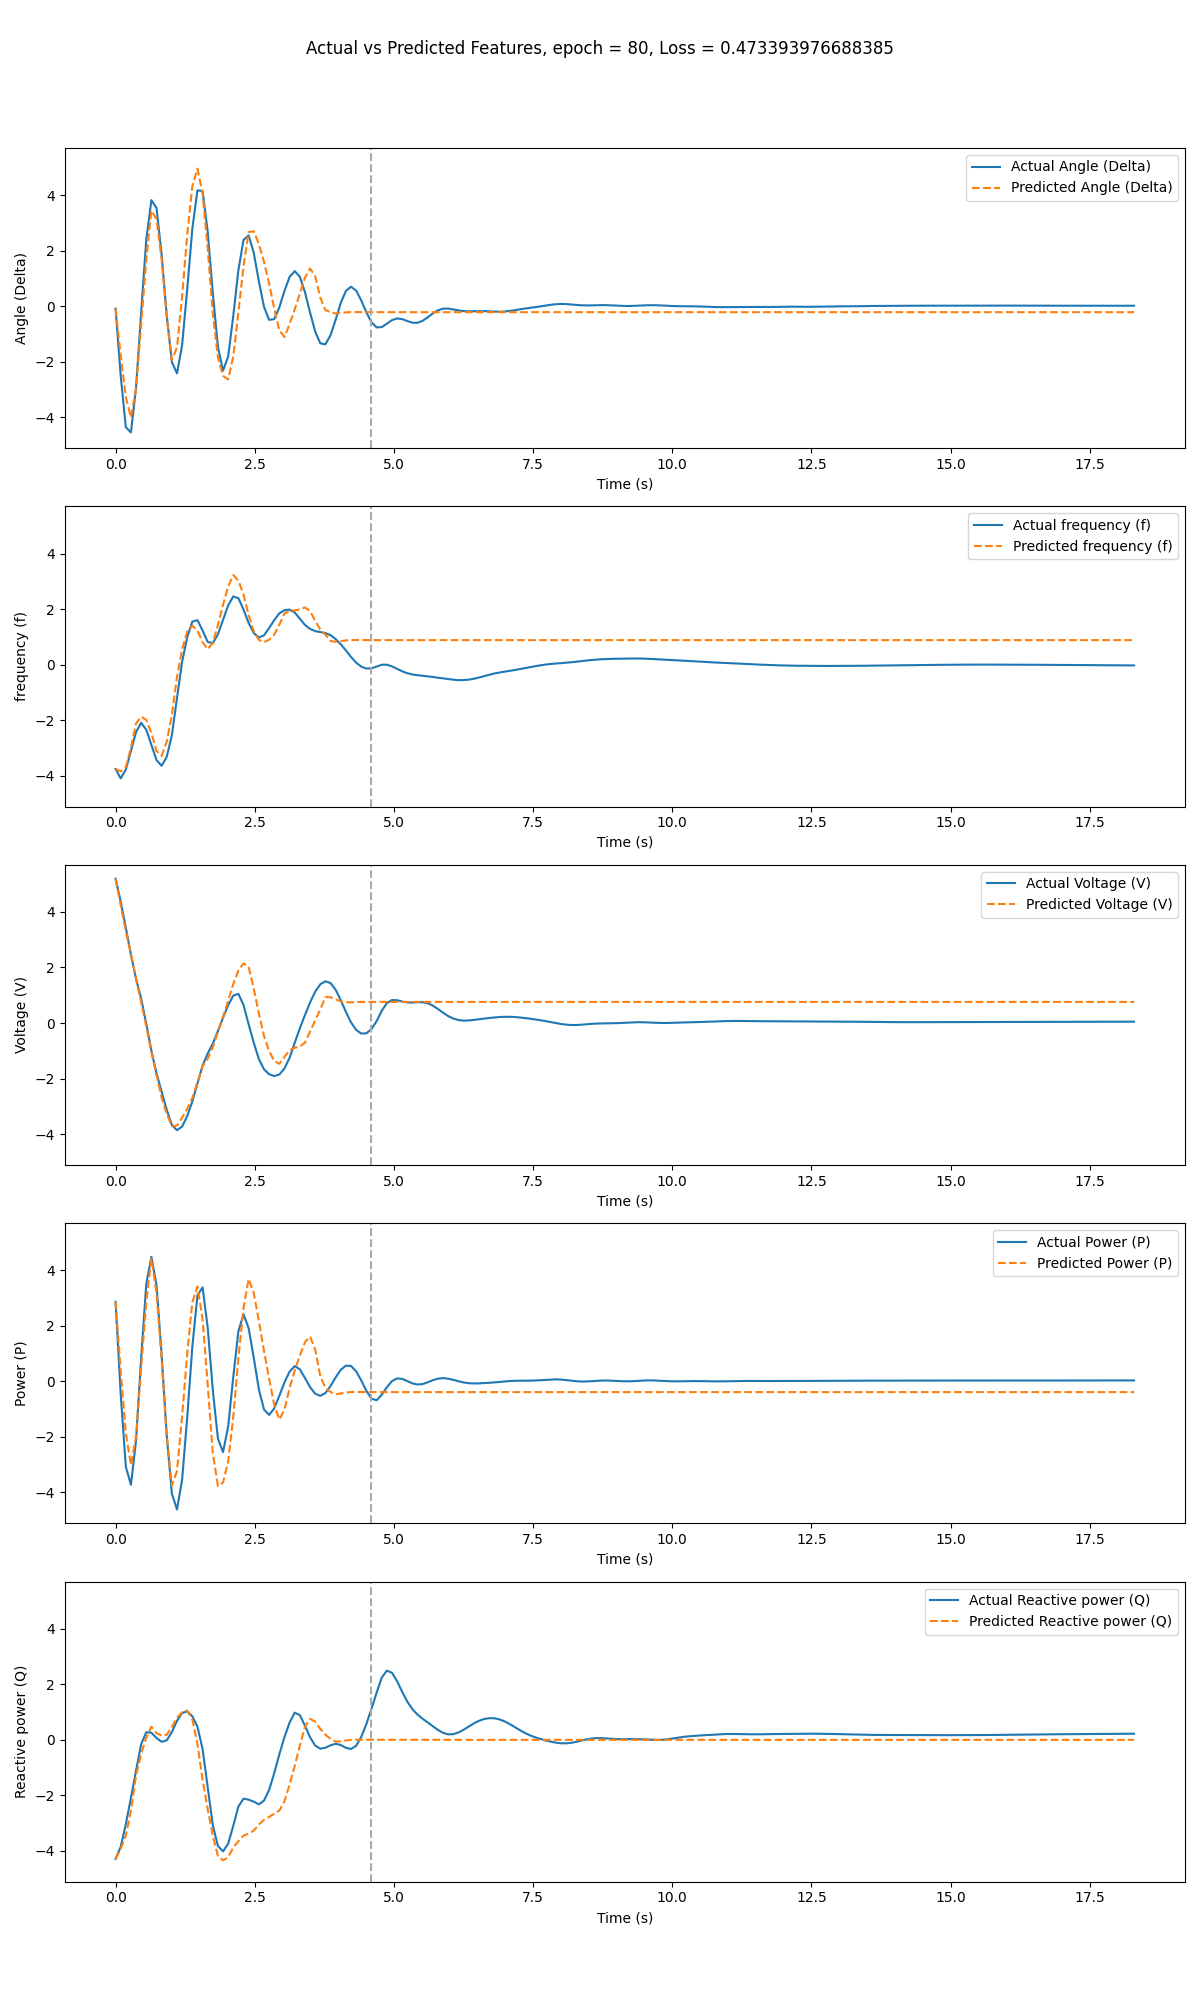 Actual vs Predicted Features, epoch = 80, Loss = 0.473393976688385
Actual Angle (Delta)
Predicted Angle (Delta)
Angle (Delta)
4
2
0
−2
−4
0.0 2.5 5.0 7.5 10.0 12.5 15.0 17.5
Time (s)
Actual frequency (f)
Predicted frequency (f)
frequency (f)
4
2
0
−2
−4
0.0 2.5 5.0 7.5 10.0 12.5 15.0 17.5
Time (s)
Actual Voltage (V)
Predicted Voltage (V)
Voltage (V)
4
2
0
−2
−4
0.0 2.5 5.0 7.5 10.0 12.5 15.0 17.5
Time (s)
Actual Power (P)
Predicted Power (P)
Power (P)
4
2
0
−2
−4
0.0 2.5 5.0 7.5 10.0 12.5 15.0 17.5
Time (s)
Actual Reactive power (Q)
Predicted Reactive power (Q)
Reactive power (Q)
4
2
0
−2
−4
0.0 2.5 5.0 7.5 10.0 12.5 15.0 17.5
Time (s)